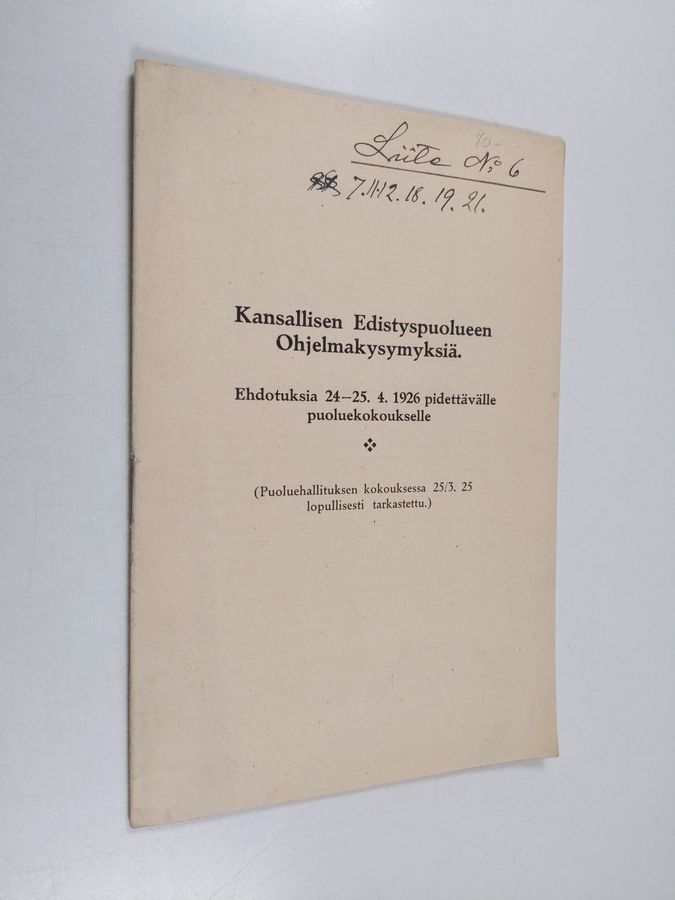 90-
Liite No 6
7.11.12.18.19.21.
Kansallisen Edistyspuolueen
Ohjelmakysymyksiä.
Ehdotuksia 24—25. 4. 1926 pidettävälle
puoluekokoukselle
(Puoluehallituksen kokouksessa 25/3. 25
lopullisesti tarkastettu.)